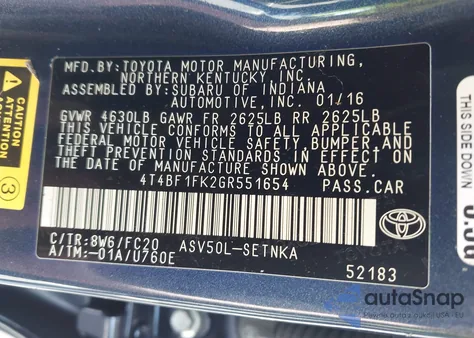 MFD. BY: TOYOTA MOTOR MANUFACTURING,
NORTHERN KENTUCKY, INC.
ASSEMBLED BY: SUBARU OF INDIANA
AUTOMOTIVE, INC. 01/16
GVWR 4630LB GAWR FR 2625LB RR 2625LB
THIS VEHICLE CONFORMS TO ALL APPLICABLE
FEDERAL MOTOR VEHICLE SAFETY, BUMPER, AND
THEFT PREVENTION STANDARDS IN EFFECT ON
THE DATE OF MANUFACTURE SHOWN ABOVE.
4T4BF1FK2GR551654 PASS.CAR
C/TR:8W6/FC20 ASV50L-SETNKA
A/TM:-01A/U760E
TOYOTA
52183
CAUTION
ATTENTION
3
THIS SIDE DOWN
autoSnap